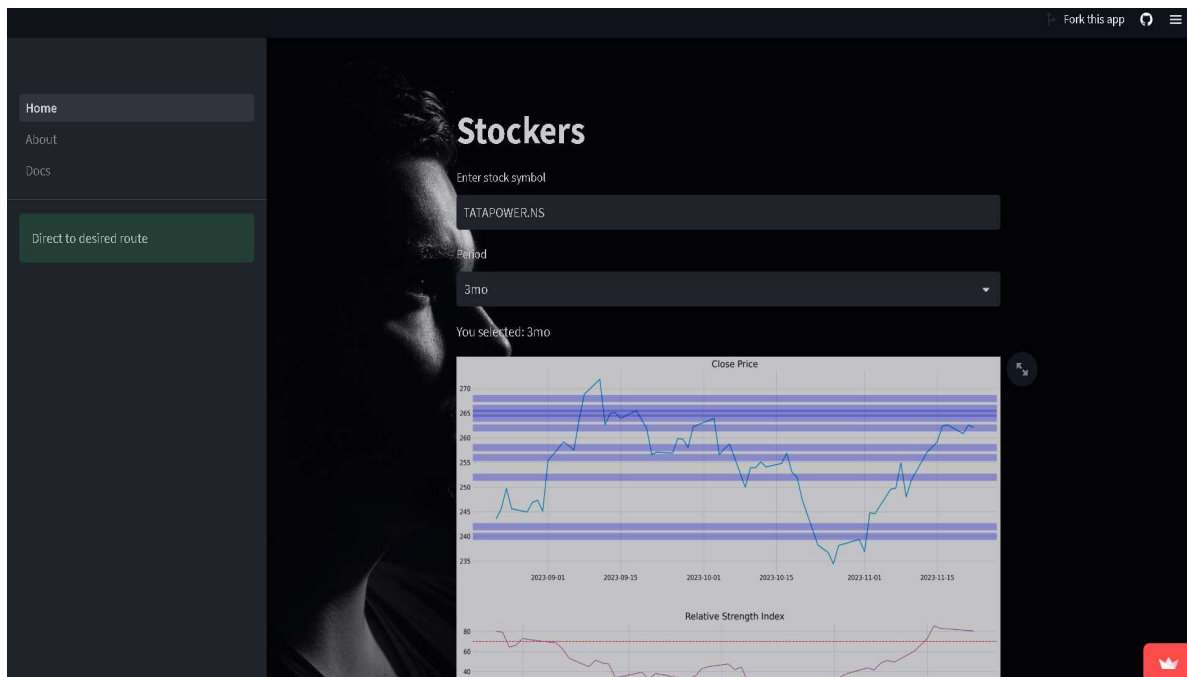 Fork this app
Home
About
Docs
Direct to desired route
Stockers
Enter stock symbol
TATAPOWER.NS
Period
3mo
You selected: 3mo
Close Price
270
265
260
255
250
245
240
235
2023-09-01 2023-09-15 2023-10-01 2023-10-15 2023-11-01 2023-11-15
Relative Strength Index
80
60
40